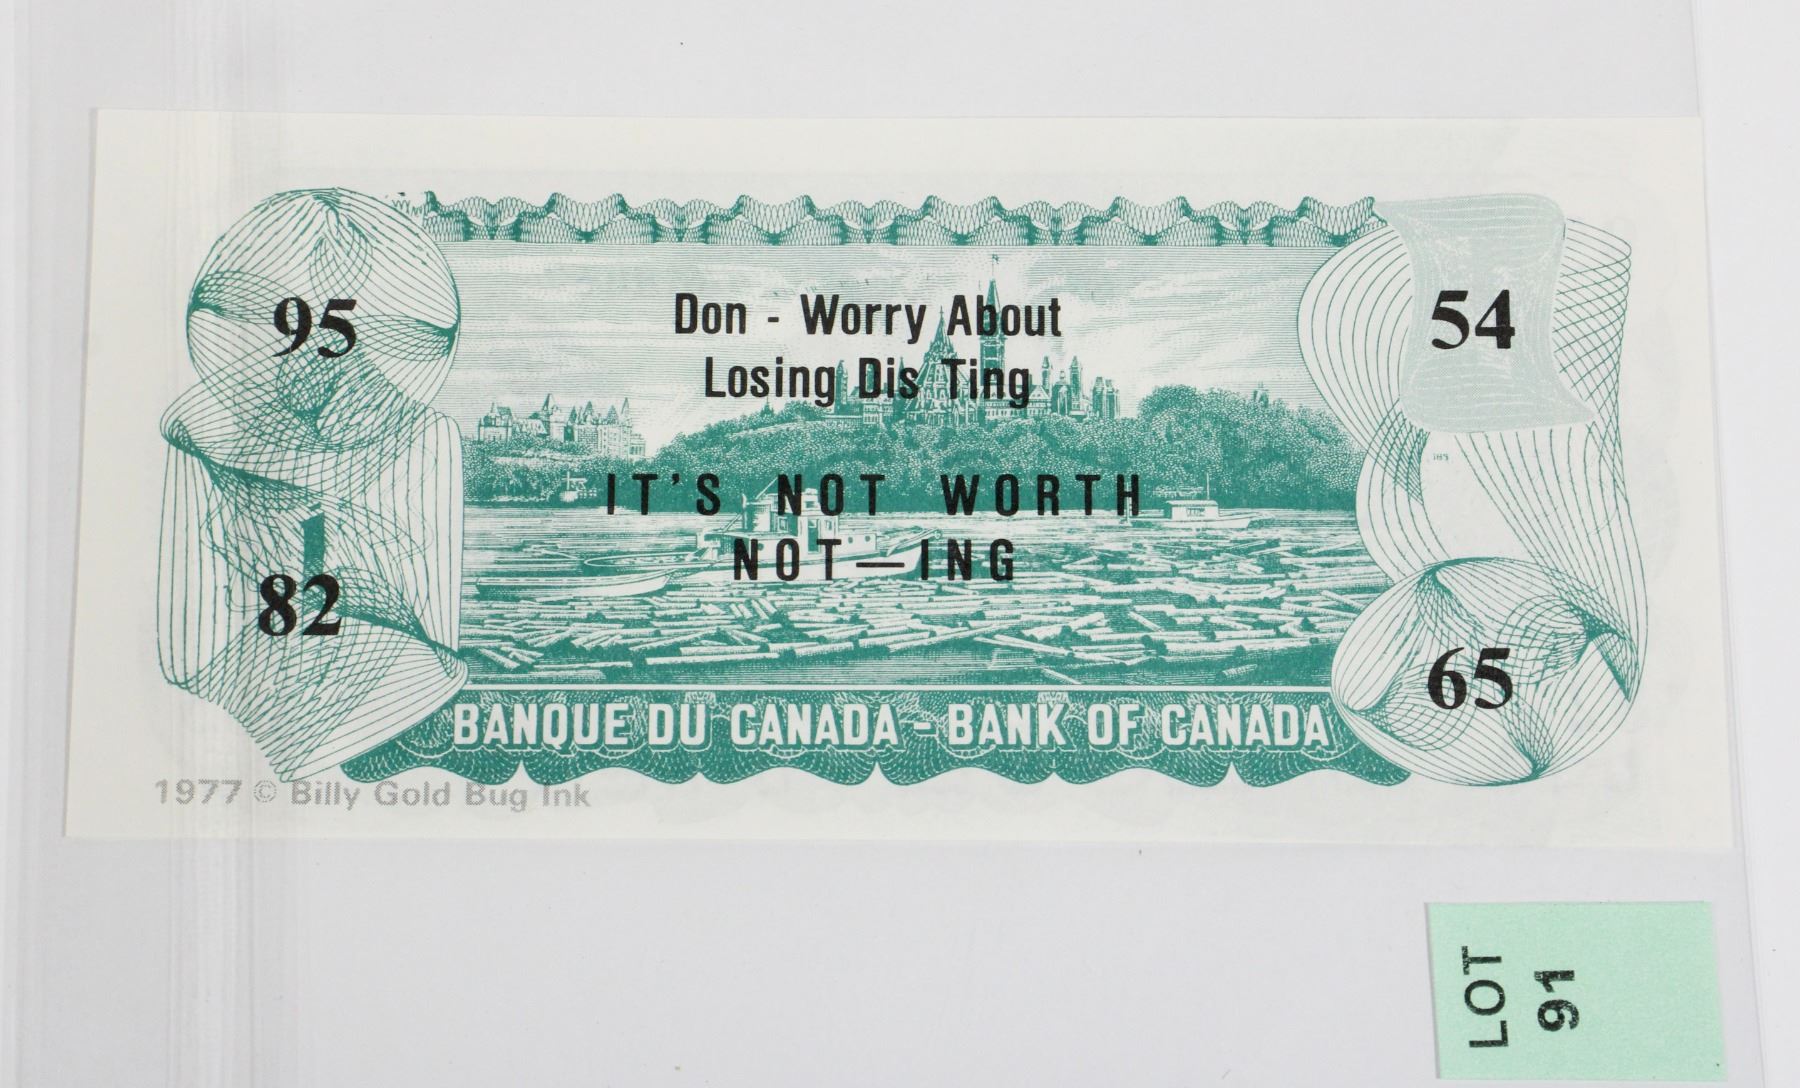 95
54
Don - Worry About
Losing Dis Ting
IT'S NOT WORTH
NOT—ING
1
82
65
BANQUE DU CANADA - BANK OF CANADA
1977 © Billy Gold Bug Ink
LOT
91